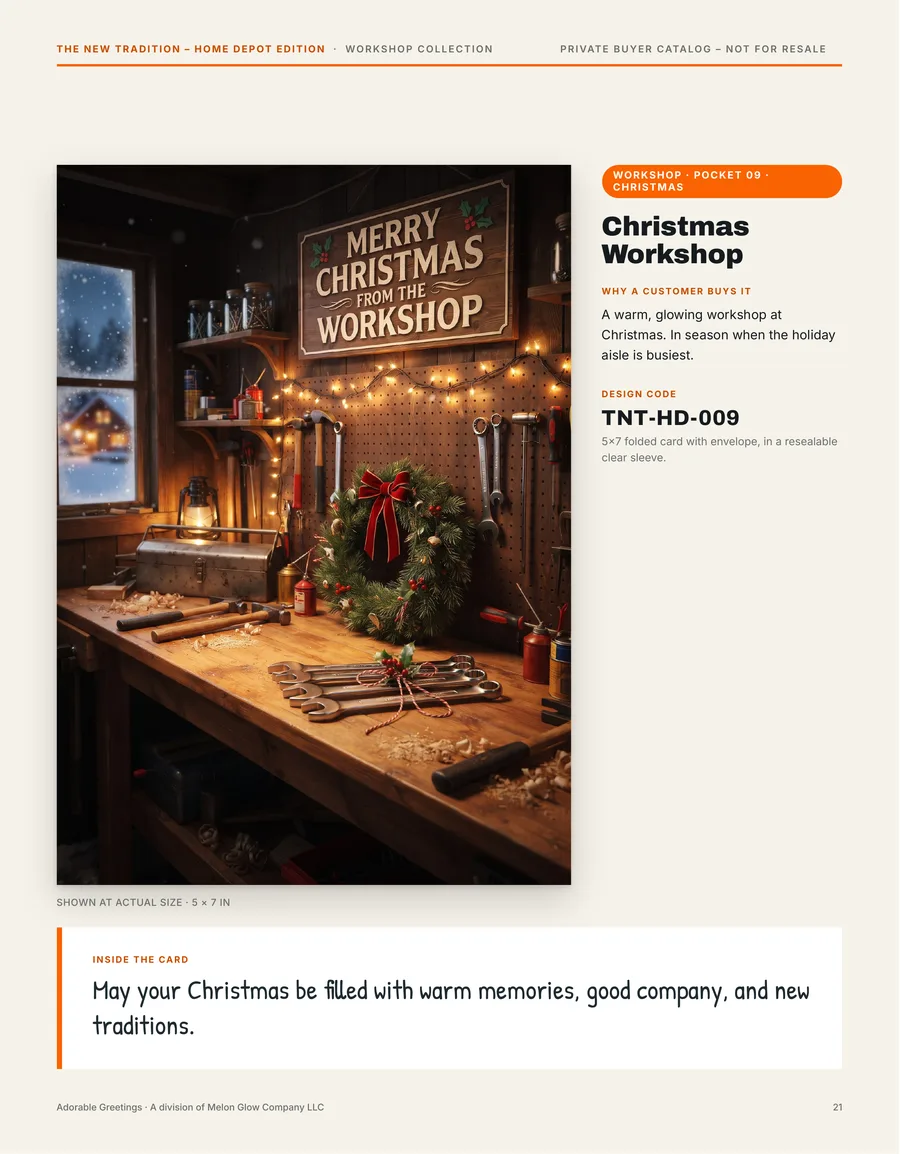 THE NEW TRADITION – HOME DEPOT EDITION · WORKSHOP COLLECTION
PRIVATE BUYER CATALOG – NOT FOR RESALE
MERRY
CHRISTMAS
FROM THE
WORKSHOP
SHOWN AT ACTUAL SIZE · 5 × 7 IN
WORKSHOP · POCKET 09 ·
CHRISTMAS
Christmas
Workshop
WHY A CUSTOMER BUYS IT
A warm, glowing workshop at
Christmas. In season when the holiday
aisle is busiest.
DESIGN CODE
TNT-HD-009
5×7 folded card with envelope, in a resealable
clear sleeve.
INSIDE THE CARD
May your Christmas be filled with warm memories, good company, and new
traditions.
Adorable Greetings · A division of Melon Glow Company LLC
21